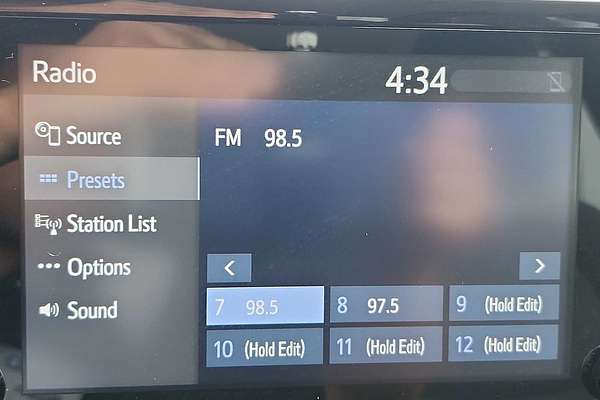 Radio
4:34
Source
FM 98.5
Presets
Station List
Options
Sound
7 98.5
8 97.5
9 (Hold Edit)
10 (Hold Edit)
11 (Hold Edit)
12 (Hold Edit)